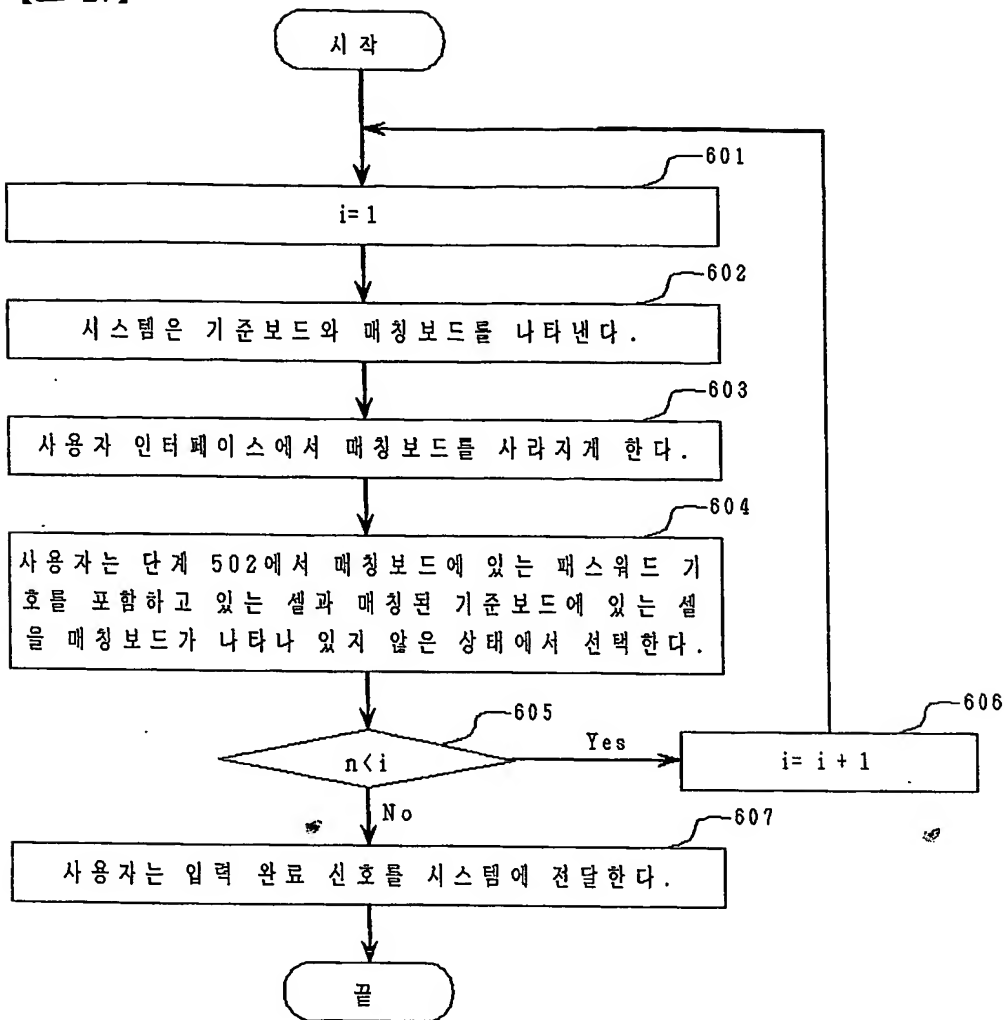 시작
601
i=1
602
시스템은 기준보드와 매칭보드를 나타낸다.
603
사용자 인터페이스에서 매칭보드를 사라지게 한다.
604
사용자는 단계 502에서 매칭보드에 있는 패스워드 기
호를 포함하고 있는 셀과 매칭된 기준보드에 있는 셀
을 매칭보드가 나타나 있지 않은 상태에서 선택한다.
605
n<i
Yes
606
i= i + 1
No
607
사용자는 입력 완료 신호를 시스템에 전달한다.
끝